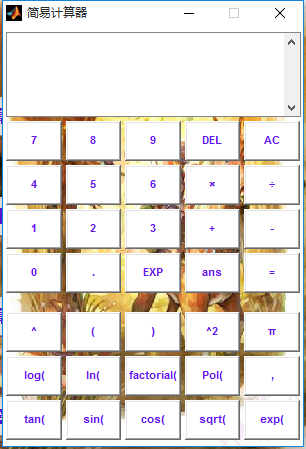 简易计算器
7 8 9 DEL AC
4 5 6 × ÷
1 2 3 + -
0 . EXP ans =
^ ( ) ^2 π
log( ln( factorial( Pol( ,
tan( sin( cos( sqrt( exp(